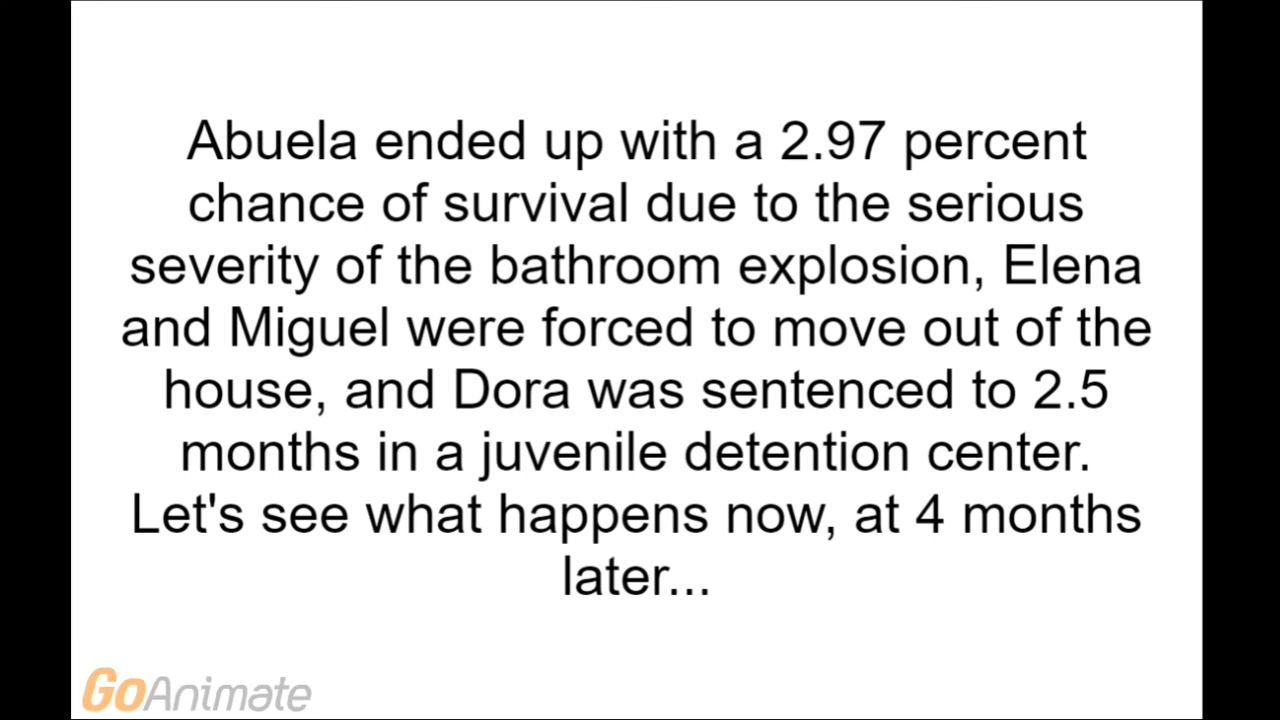 Abuela ended up with a 2.97 percent
chance of survival due to the serious
severity of the bathroom explosion, Elena
and Miguel were forced to move out of the
house, and Dora was sentenced to 2.5
months in a juvenile detention center.
Let's see what happens now, at 4 months
later...
GoAnimate